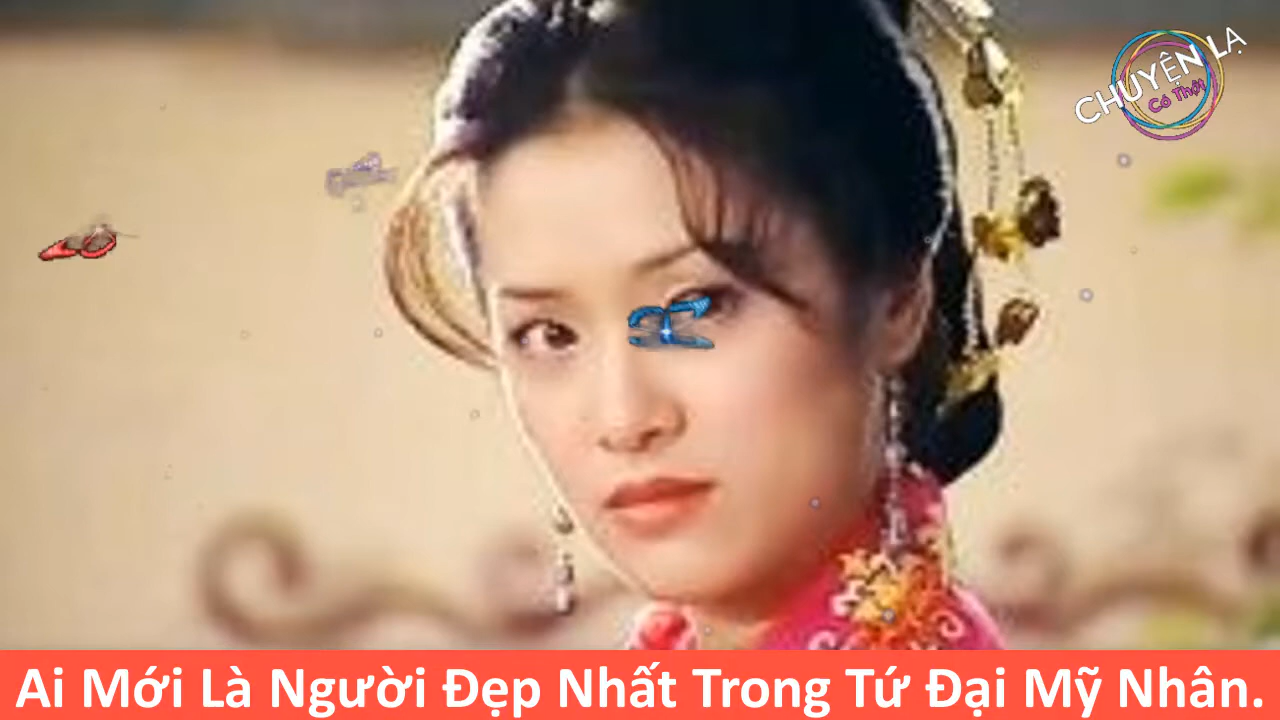 CHUYỆN LẠ
Có Thật
Ai Mới Là Người Đẹp Nhất Trong Tứ Đại Mỹ Nhân.